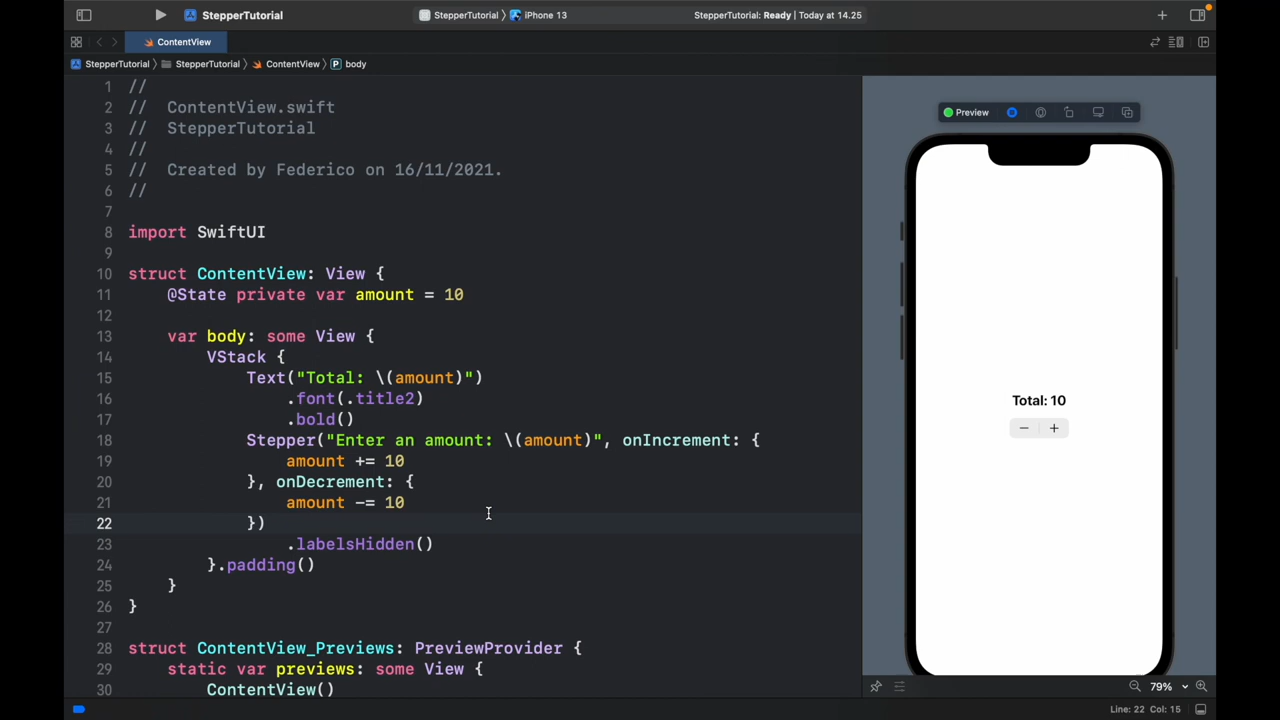 StepperTutorial
StepperTutorial 〉 iPhone 13
StepperTutorial: Ready | Today at 14.25
ContentView
StepperTutorial 〉 StepperTutorial 〉 ContentView 〉 P body
1 //
2 //  ContentView.swift
3 //  StepperTutorial
4 //
5 //  Created by Federico on 16/11/2021.
6 //
7
8 import SwiftUI
9
10 struct ContentView: View {
11     @State private var amount = 10
12
13     var body: some View {
14         VStack {
15             Text("Total: \(amount)")
16                 .font(.title2)
17                 .bold()
18             Stepper("Enter an amount: \(amount)", onIncrement: {
19                 amount += 10
20             }, onDecrement: {
21                 amount -= 10
22             })
23                 .labelsHidden()
24         }.padding()
25     }
26 }
27
28 struct ContentView_Previews: PreviewProvider {
29     static var previews: some View {
30         ContentView()
Preview
Total: 10
− +
79%
Line: 22 Col: 15